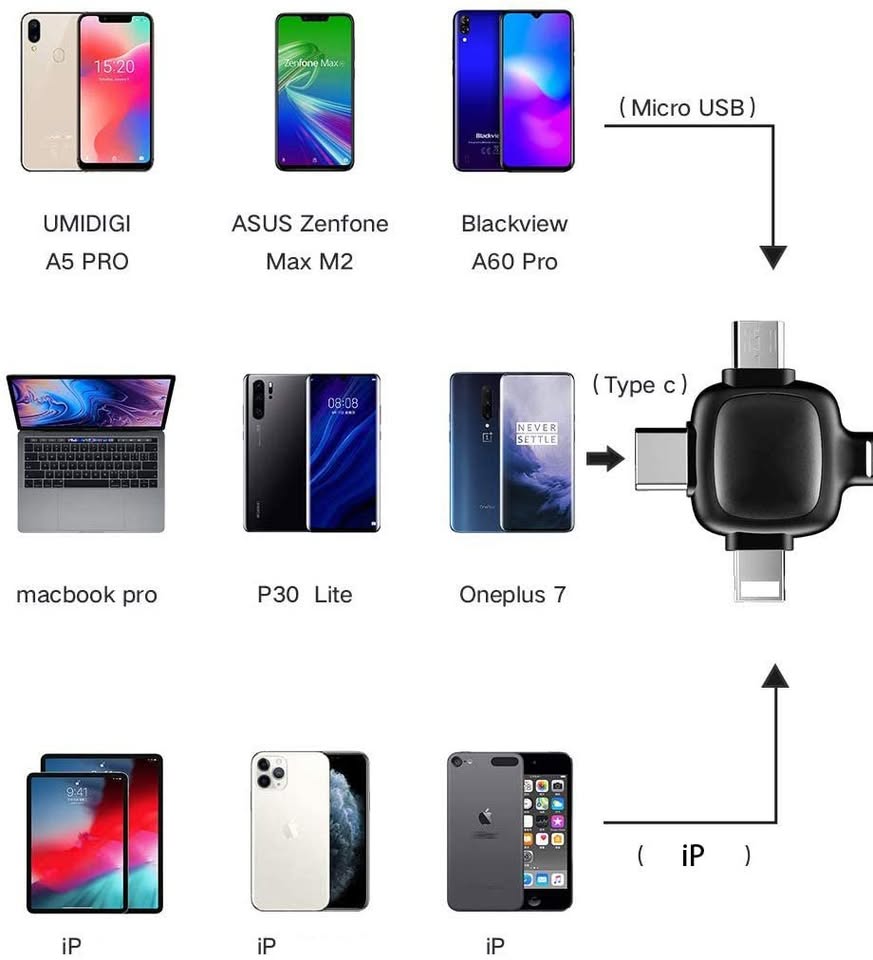 15:20
Zenfone Max
Blackview
(Micro USB)
UMIDIGI
A5 PRO
ASUS Zenfone
Max M2
Blackview
A60 Pro
08:08
NEVER
SETTLE
(Type c)
macbook pro
P30 Lite
Oneplus 7
9:41
( iP )
iP
iP
iP